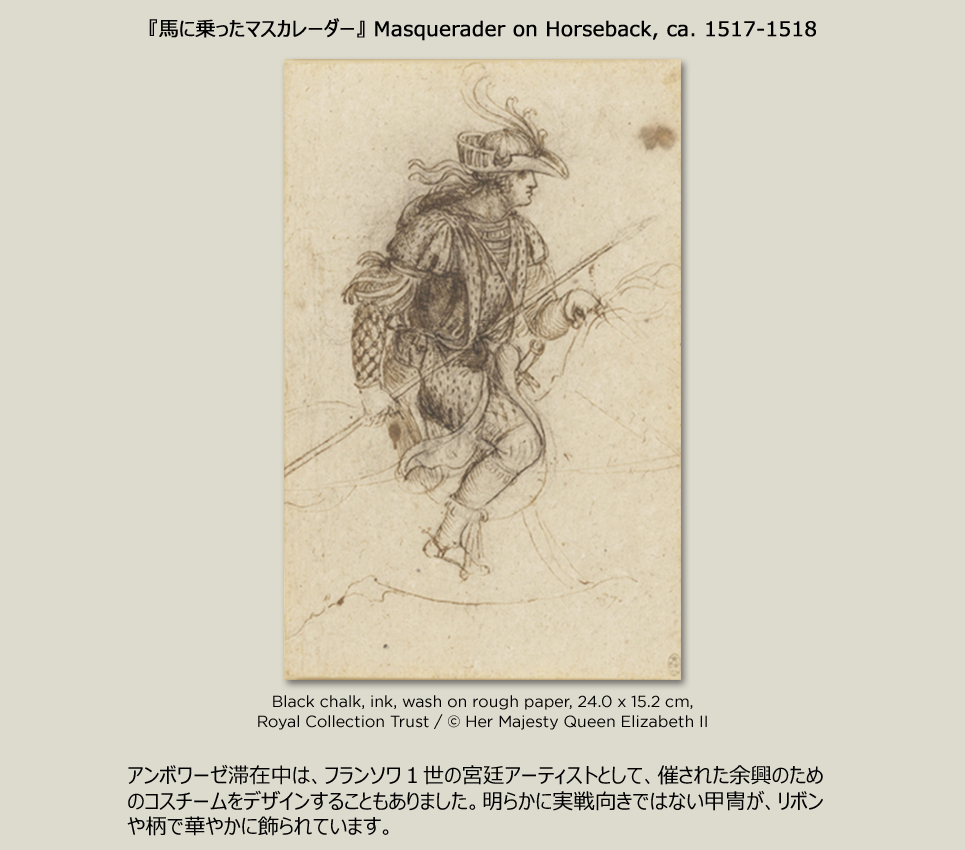 『馬に乗ったマスカレーダー』 Masquerader on Horseback, ca. 1517-1518
Black chalk, ink, wash on rough paper, 24.0 x 15.2 cm,
Royal Collection Trust / © Her Majesty Queen Elizabeth II
アンボワーゼ滞在中は、フランソワ１世の宮廷アーティストとして、催された余興のため
のコスチームをデザインすることもありました。明らかに実戦向きではない甲冑が、リボン
や柄で華やかに飾られています。